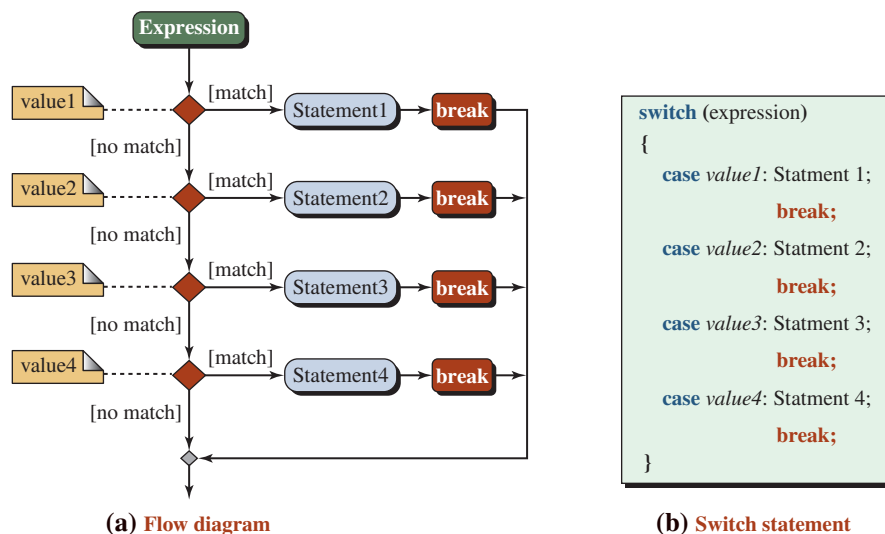 Expression
[match]
value1
Statement1
break
[no match]
[match]
value2
Statement2
break
[no match]
[match]
value3
Statement3
break
[no match]
[match]
value4
Statement4
break
[no match]
(a) Flow diagram
switch (expression)
{
case value1: Statment 1;
break;
case value2: Statment 2;
break;
case value3: Statment 3;
break;
case value4: Statment 4;
break;
}
(b) Switch statement